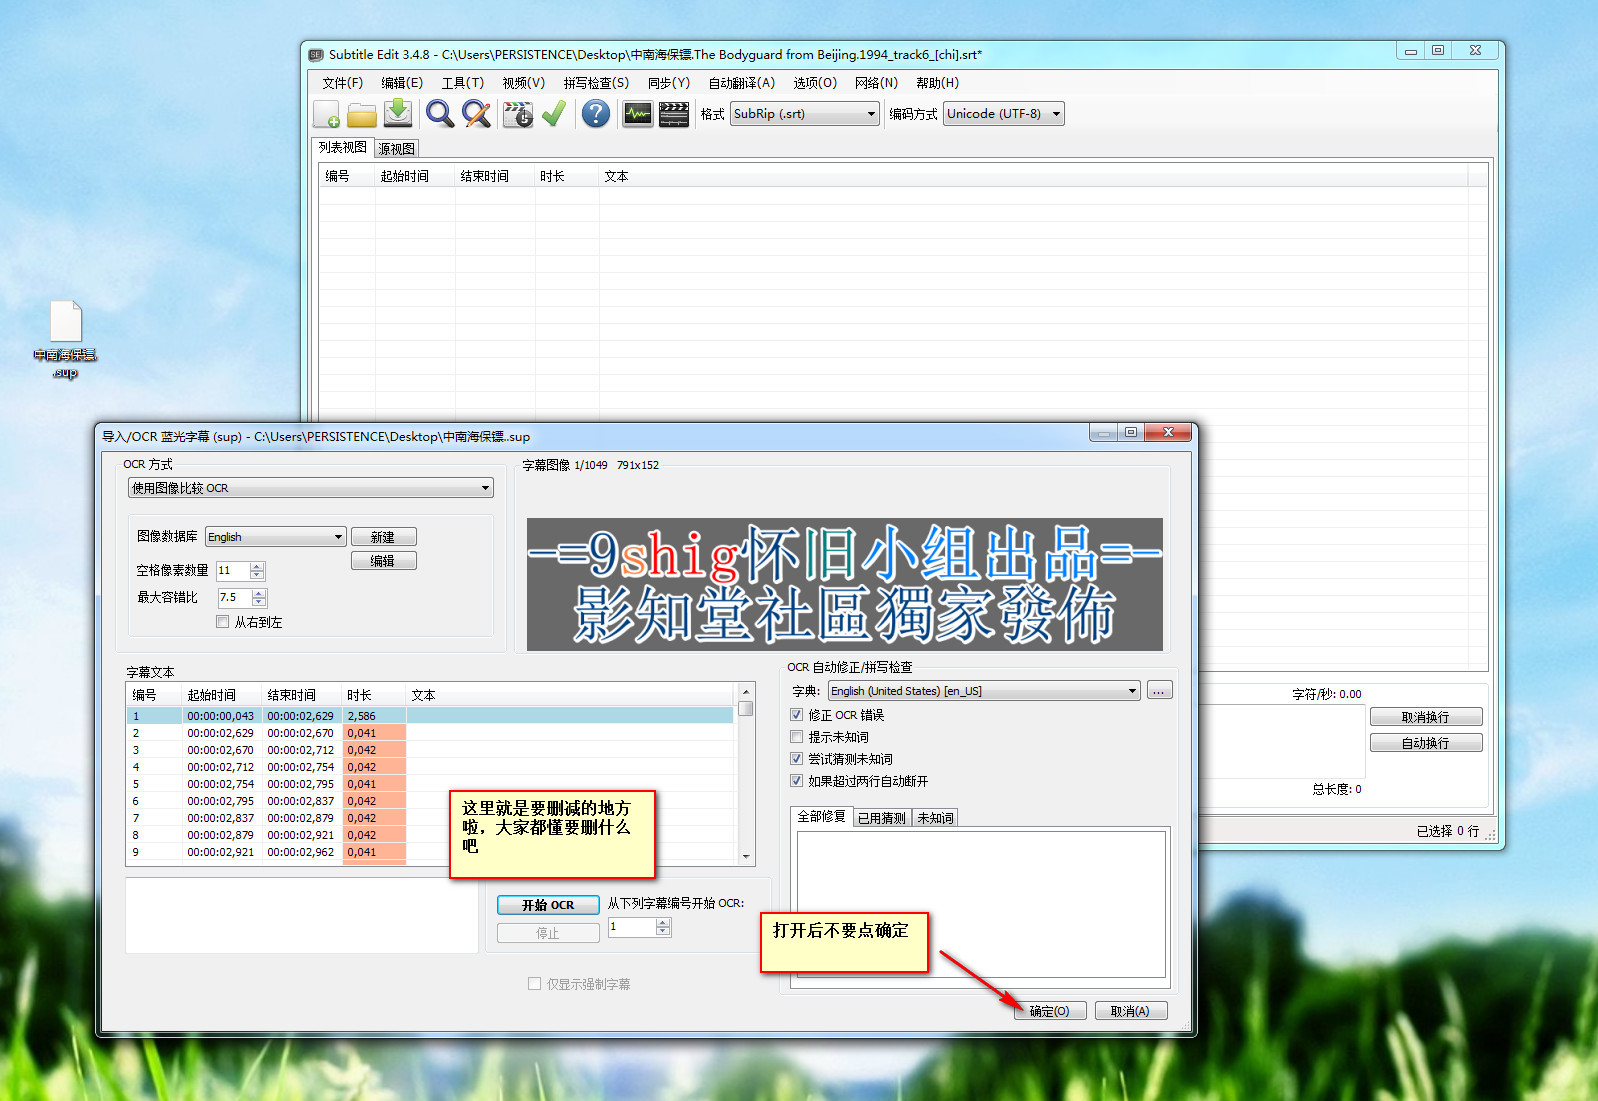 Subtitle Edit 3.4.8 - C:\Users\PERSISTENCE\Desktop\中南海保镖.The Bodyguard from Beijing.1994_track6_[chi].srt*
文件(F) 编辑(E) 工具(T) 视频(V) 拼写检查(S) 同步(Y) 自动翻译(A) 选项(O) 网络(N) 帮助(H)
格式 SubRip (.srt) 编码方式 Unicode (UTF-8)
列表视图 源视图
编号 起始时间 结束时间 时长 文本
中南海保镖.
.sup
字符/秒: 0.00
取消换行
自动换行
总长度: 0
已选择 0 行
导入/OCR 蓝光字幕 (sup) - C:\Users\PERSISTENCE\Desktop\中南海保镖..sup
OCR 方式
使用图像比较 OCR
图像数据库 English 新建
编辑
空格像素数量 11
最大容错比 7.5
从右到左
字幕图像 1/1049 791x152
-=9shig怀旧小组出品=-
影知堂社區獨家發佈
字幕文本
编号 起始时间 结束时间 时长 文本
1 00:00:00,043 00:00:02,629 2,586
2 00:00:02,629 00:00:02,670 0,041
3 00:00:02,670 00:00:02,712 0,042
4 00:00:02,712 00:00:02,754 0,042
5 00:00:02,754 00:00:02,795 0,041
6 00:00:02,795 00:00:02,837 0,042
7 00:00:02,837 00:00:02,879 0,042
8 00:00:02,879 00:00:02,921 0,042
9 00:00:02,921 00:00:02,962 0,041
这里就是要删减的地方
啦，大家都懂要删什么
吧
开始 OCR
停止
从下列字幕编号开始 OCR:
1
仅显示强制字幕
OCR 自动修正/拼写检查
字典: English (United States) [en_US] ...
修正 OCR 错误
提示未知词
尝试猜测未知词
如果超过两行自动断开
全部修复 已用猜测 未知词
打开后不要点确定
确定(O) 取消(A)